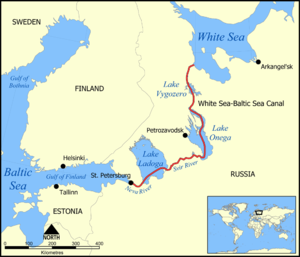 SWEDEN
White Sea
Gulf of
Bothnia
FINLAND
Lake
Vygozero
Arkangel'sk
White Sea-Baltic Sea Canal
Petrozavodsk
Lake
Onega
Lake
Ladoga
Baltic
Sea
Helsinki
Gulf of Finland
Tallinn
St. Petersburg
Neva River
Svir River
RUSSIA
ESTONIA
NORTH
0 100 200 300 400
Kilometres